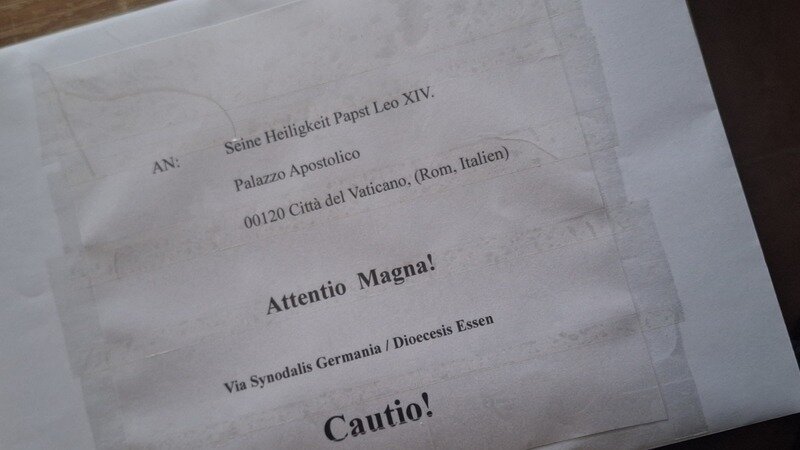 AN: Seine Heiligkeit Papst Leo XIV.
Palazzo Apostolico
00120 Città del Vaticano, (Rom, Italien)
Attentio Magna!
Via Synodalis Germania / Dioecesis Essen
Cautio!